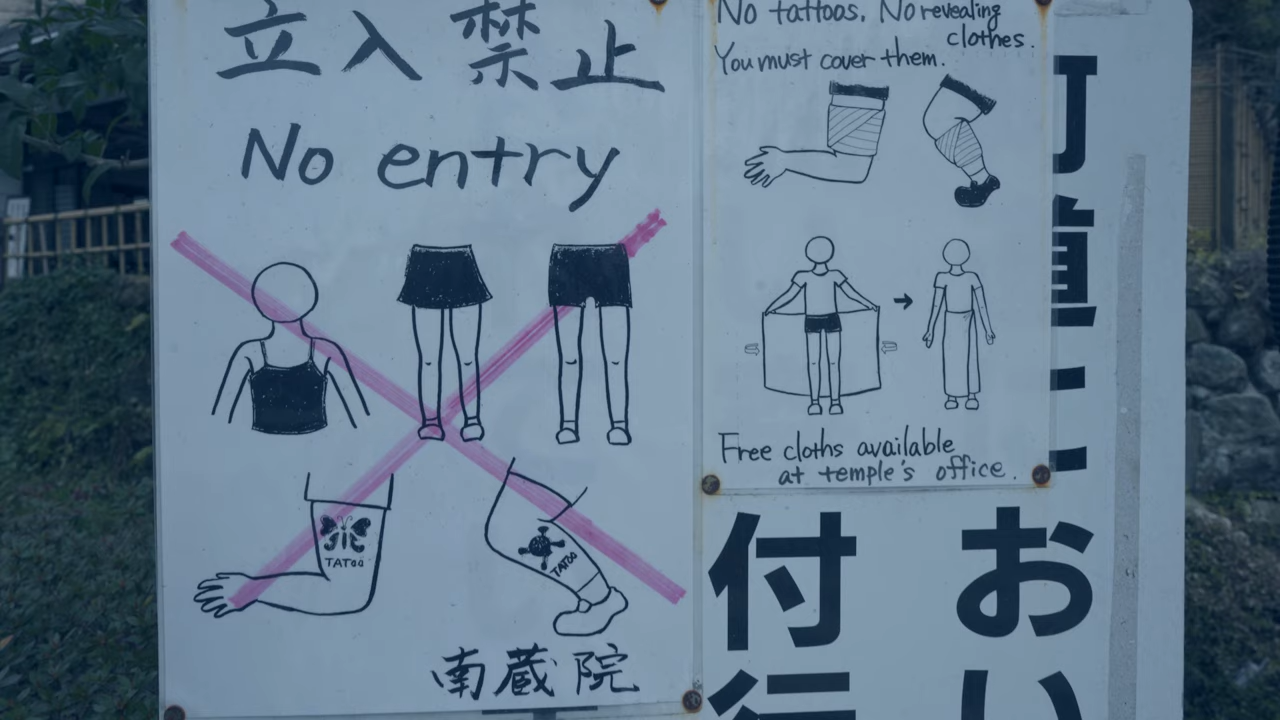 立入禁止
No entry
TATOO
TATOO
南蔵院
No tattoos. No revealing
clothes.
You must cover them.
Free cloths available
at temple's office.
付
お
い